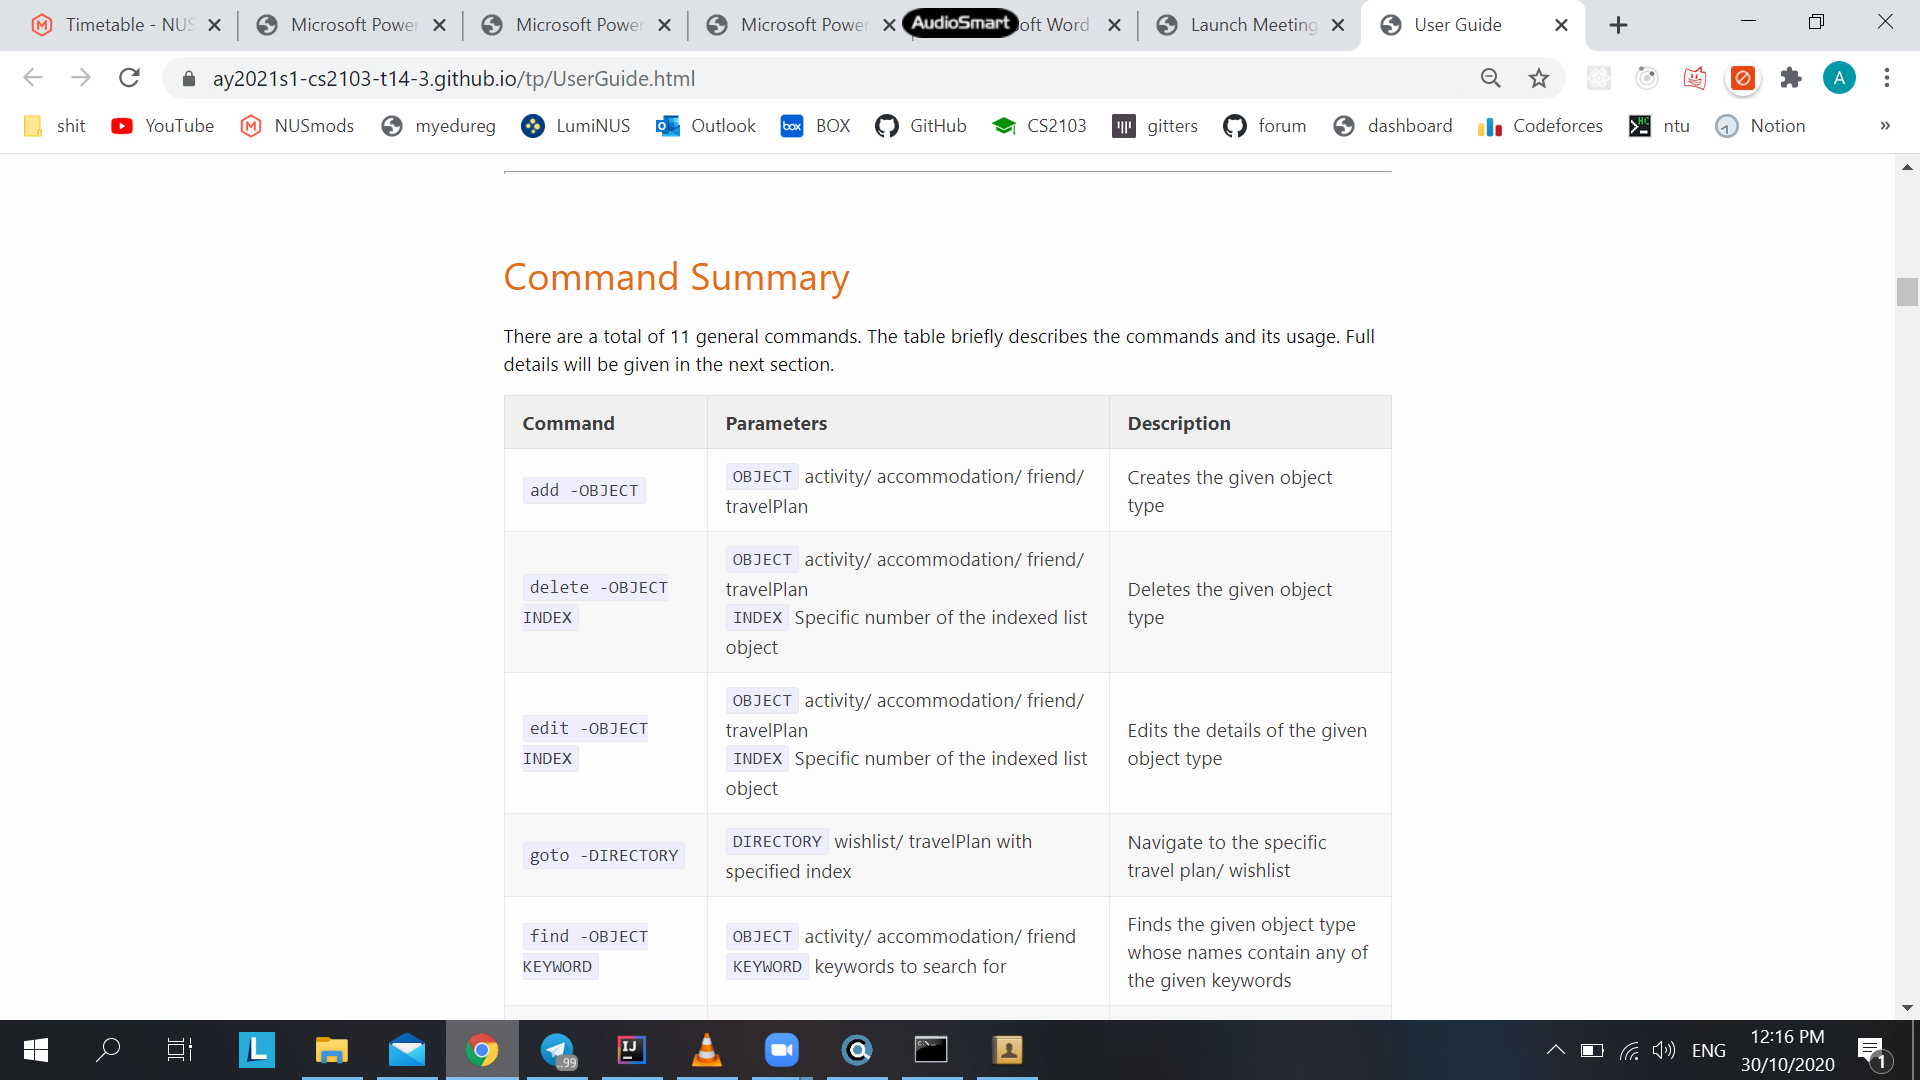 Timetable - NUS
Microsoft Power
Microsoft Power
Microsoft Power
AudioSmart
oft Word
Launch Meeting
User Guide
ay2021s1-cs2103-t14-3.github.io/tp/UserGuide.html
A
shit
YouTube
NUSmods
myedureg
LumiNUS
Outlook
box BOX
GitHub
CS2103
gitters
forum
dashboard
Codeforces
ntu
Notion
»
Command Summary
There are a total of 11 general commands. The table briefly describes the commands and its usage. Full
details will be given in the next section.
Command Parameters Description
add -OBJECT
OBJECT activity/ accommodation/ friend/
travelPlan
Creates the given object
type
delete -OBJECT
INDEX
OBJECT activity/ accommodation/ friend/
travelPlan
INDEX Specific number of the indexed list
object
Deletes the given object
type
edit -OBJECT
INDEX
OBJECT activity/ accommodation/ friend/
travelPlan
INDEX Specific number of the indexed list
object
Edits the details of the given
object type
goto -DIRECTORY
DIRECTORY wishlist/ travelPlan with
specified index
Navigate to the specific
travel plan/ wishlist
find -OBJECT
KEYWORD
OBJECT activity/ accommodation/ friend
KEYWORD keywords to search for
Finds the given object type
whose names contain any of
the given keywords
L
..99
IJ
ENG
12:16 PM
30/10/2020
1